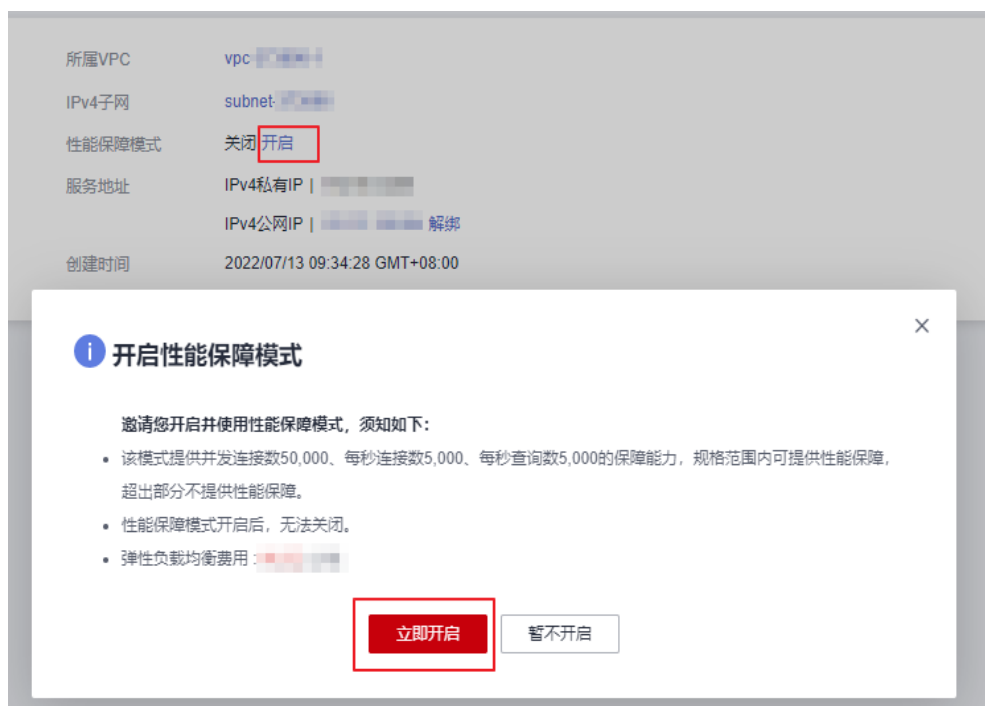 所属VPC vpc-
IPv4子网 subnet-
性能保障模式 关闭 开启
服务地址 IPv4私有IP |
IPv4公网IP | 解绑
创建时间 2022/07/13 09:34:28 GMT+08:00
×
i 开启性能保障模式
邀请您开启并使用性能保障模式，须知如下：
• 该模式提供并发连接数50,000、每秒连接数5,000、每秒查询数5,000的保障能力，规格范围内可提供性能保障，
超出部分不提供性能保障。
• 性能保障模式开启后，无法关闭。
• 弹性负载均衡费用：
立即开启 暂不开启